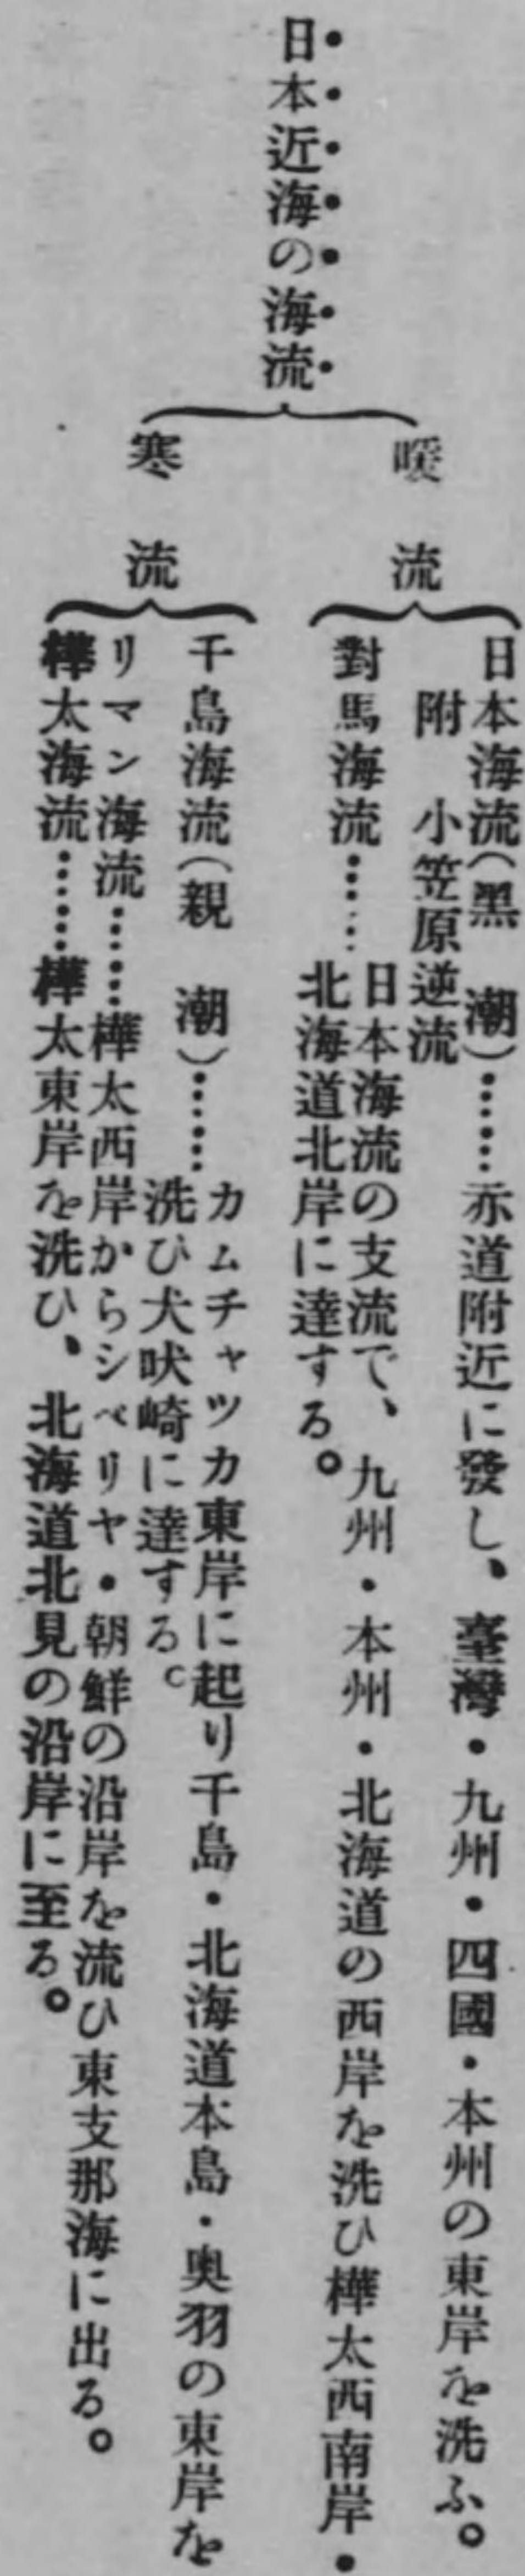 日本近海の海流
暖流
日本海流(黒潮)……赤道附近に發し、臺灣・九州・四國・本州の東岸を洗ふ。
附 小笠原逆流
對馬海流……日本海流の支流で、九州・本州・北海道の西岸を洗ひ樺太西南岸・
北海道北岸に達する。
寒流
千島海流(親潮)……カムチャツカ東岸に起り千島・北海道本島・奥羽の東岸を
洗ひ犬吠崎に達する。
リマン海流……樺太西岸からシベリヤ・朝鮮の沿岸を流ひ東支那海に出る。
樺太海流……樺太東岸を洗ひ、北海道北見の沿岸に至る。